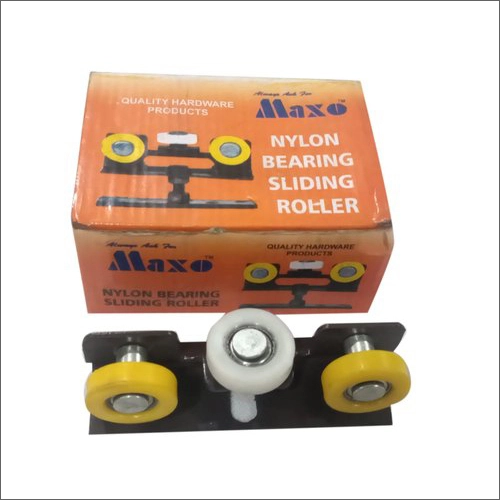 QUALITY HARDWARE
PRODUCTS
Always Ask For
Maxo™
NYLON
BEARING
SLIDING
ROLLER
Always Ask For
Maxo™
NYLON BEARING
SLIDING ROLLER
QUALITY HARDWARE
PRODUCTS